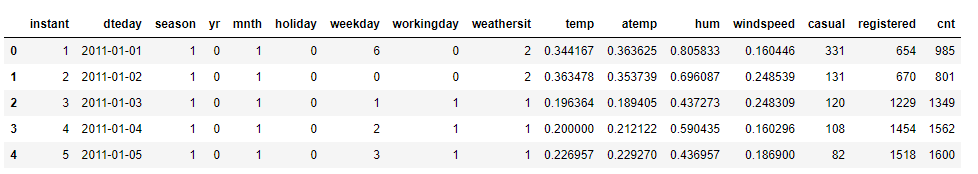 instant dteday season yr mnth holiday weekday workingday weathersit temp atemp hum windspeed casual registered cnt
0 1 2011-01-01 1 0 1 0 6 0 2 0.344167 0.363625 0.805833 0.160446 331 654 985
1 2 2011-01-02 1 0 1 0 0 0 2 0.363478 0.353739 0.696087 0.248539 131 670 801
2 3 2011-01-03 1 0 1 0 1 1 1 0.196364 0.189405 0.437273 0.248309 120 1229 1349
3 4 2011-01-04 1 0 1 0 2 1 1 0.200000 0.212122 0.590435 0.160296 108 1454 1562
4 5 2011-01-05 1 0 1 0 3 1 1 0.226957 0.229270 0.436957 0.186900 82 1518 1600